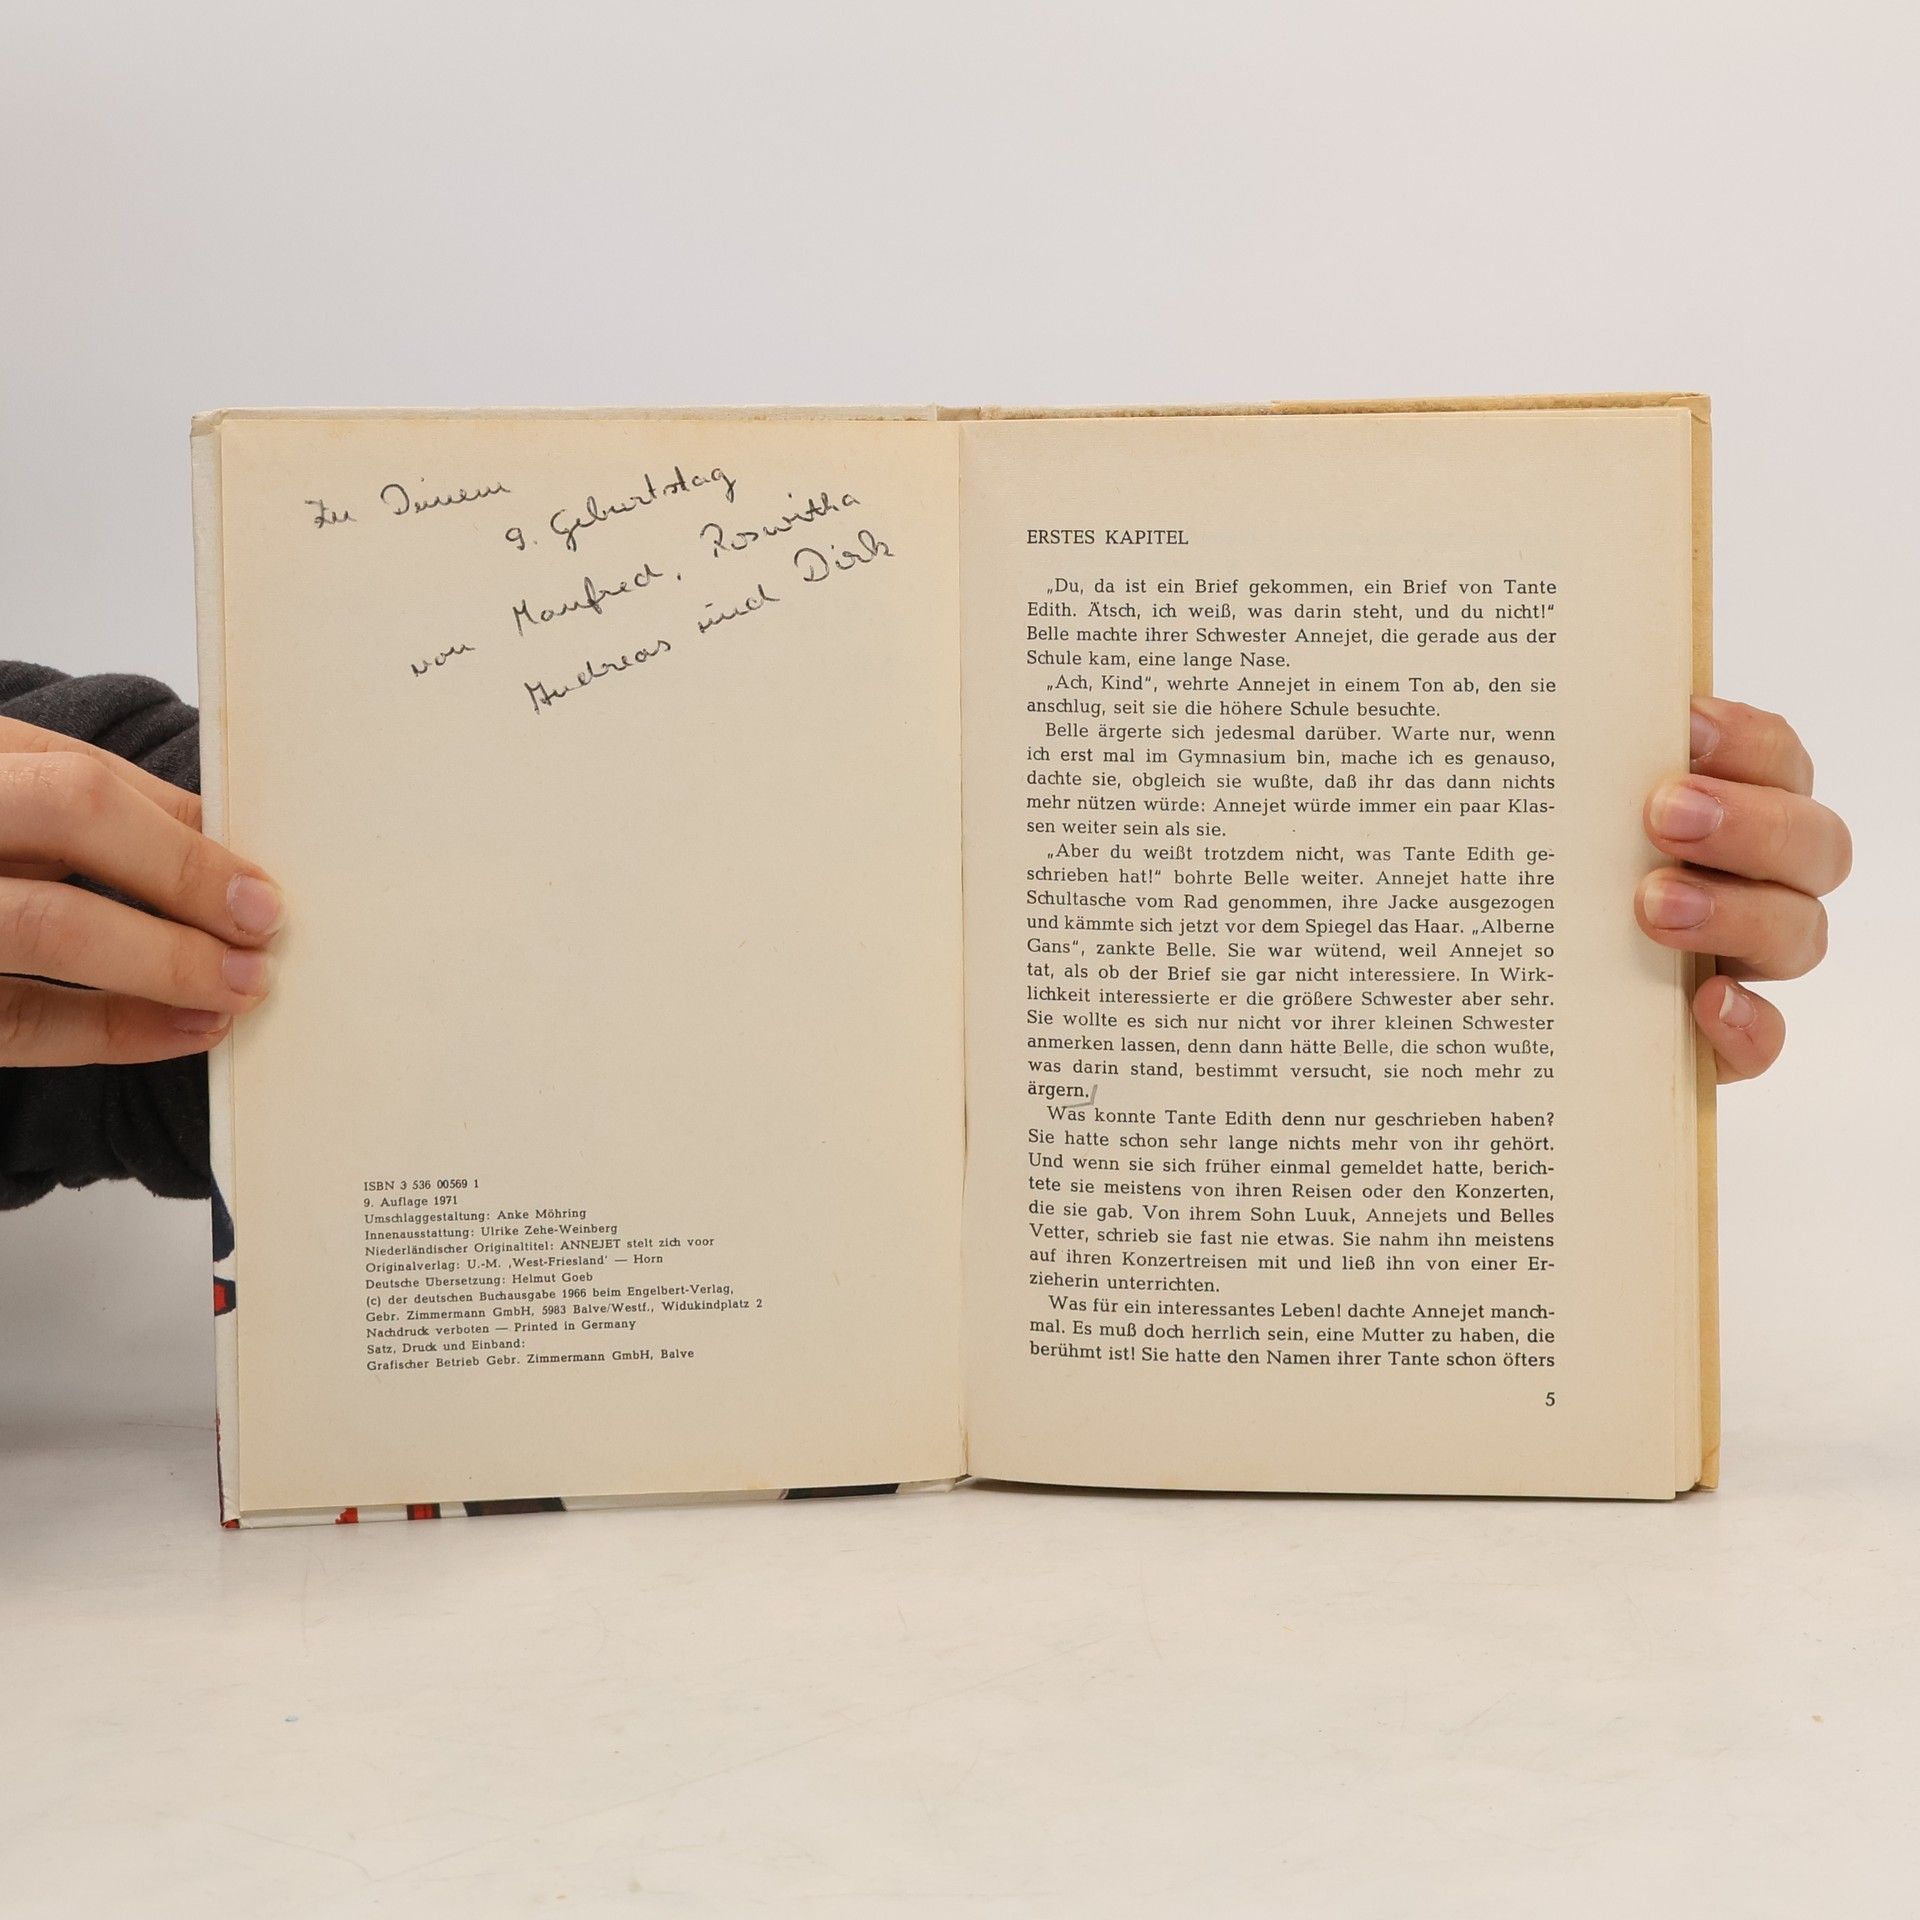 Zu Deinem
9. Geburtstag
von Manfred, Roswitha
Andreas und Dirk
ISBN 3 536 00569 1
9. Auflage 1971
Umschlaggestaltung: Anke Möhring
Innenausstattung: Ulrike Zehe-Weinberg
Niederländischer Originaltitel: ANNEJET stelt zich voor
Originalverlag: U.-M. ‚West-Friesland‘ — Horn
Deutsche Übersetzung: Helmut Goeb
(c) der deutschen Buchausgabe 1966 beim Engelbert-Verlag,
Gebr. Zimmermann GmbH, 5983 Balve/Westf., Widukindplatz 2
Nachdruck verboten — Printed in Germany
Satz, Druck und Einband:
Grafischer Betrieb Gebr. Zimmermann GmbH, Balve
ERSTES KAPITEL
„Du, da ist ein Brief gekommen, ein Brief von Tante
Edith. Ätsch, ich weiß, was darin steht, und du nicht!“
Belle machte ihrer Schwester Annejet, die gerade aus der
Schule kam, eine lange Nase.
„Ach, Kind“, wehrte Annejet in einem Ton ab, den sie
anschlug, seit sie die höhere Schule besuchte.
Belle ärgerte sich jedesmal darüber. Warte nur, wenn
ich erst mal im Gymnasium bin, mache ich es genauso,
dachte sie, obgleich sie wußte, daß ihr das dann nichts
mehr nützen würde: Annejet würde immer ein paar Klas-
sen weiter sein als sie.
„Aber du weißt trotzdem nicht, was Tante Edith ge-
schrieben hat!“ bohrte Belle weiter. Annejet hatte ihre
Schultasche vom Rad genommen, ihre Jacke ausgezogen
und kämmte sich jetzt vor dem Spiegel das Haar. „Alberne
Gans“, zankte Belle. Sie war wütend, weil Annejet so
tat, als ob der Brief sie gar nicht interessiere. In Wirk-
lichkeit interessierte er die größere Schwester aber sehr.
Sie wollte es sich nur nicht vor ihrer kleinen Schwester
anmerken lassen, denn dann hätte Belle, die schon wußte,
was darin stand, bestimmt versucht, sie noch mehr zu
ärgern.
Was konnte Tante Edith denn nur geschrieben haben?
Sie hatte schon sehr lange nichts mehr von ihr gehört.
Und wenn sie sich früher einmal gemeldet hatte, berich-
tete sie meistens von ihren Reisen oder den Konzerten,
die sie gab. Von ihrem Sohn Luuk, Annejets und Belles
Vetter, schrieb sie fast nie etwas. Sie nahm ihn meistens
auf ihren Konzertreisen mit und ließ ihn von einer Er-
zieherin unterrichten.
Was für ein interessantes Leben! dachte Annejet manch-
mal. Es muß doch herrlich sein, eine Mutter zu haben, die
berühmt ist! Sie hatte den Namen ihrer Tante schon öfters
5